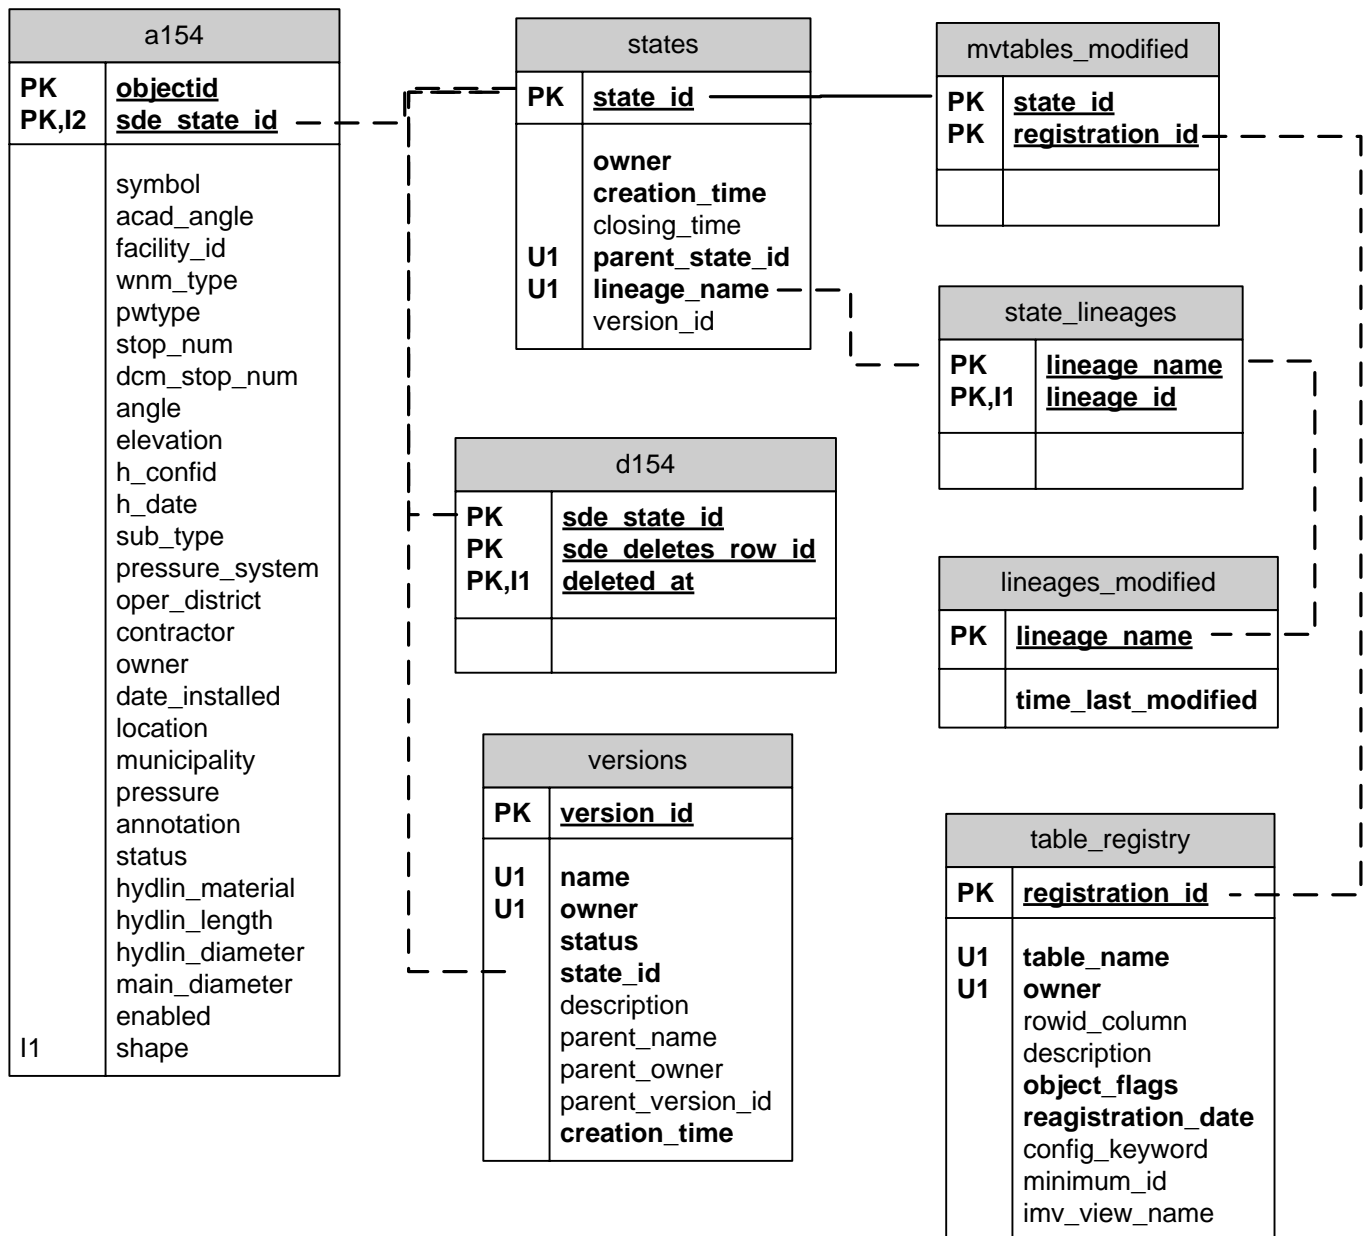 a154
PK objectid
PK,I2 sde_state_id
symbol
acad_angle
facility_id
wnm_type
pwtype
stop_num
dcm_stop_num
angle
elevation
h_confid
h_date
sub_type
pressure_system
oper_district
contractor
owner
date_installed
location
municipality
pressure
annotation
status
hydlin_material
hydlin_length
hydlin_diameter
main_diameter
enabled
I1 shape
states
PK state_id
owner
creation_time
closing_time
U1 parent_state_id
U1 lineage_name
version_id
mvtables_modified
PK state_id
PK registration_id
state_lineages
PK lineage_name
PK,I1 lineage_id
d154
PK sde_state_id
PK sde_deletes_row_id
PK,I1 deleted_at
lineages_modified
PK lineage_name
time_last_modified
versions
PK version_id
U1 name
U1 owner
status
state_id
description
parent_name
parent_owner
parent_version_id
creation_time
table_registry
PK registration_id
U1 table_name
U1 owner
rowid_column
description
object_flags
reagistration_date
config_keyword
minimum_id
imv_view_name